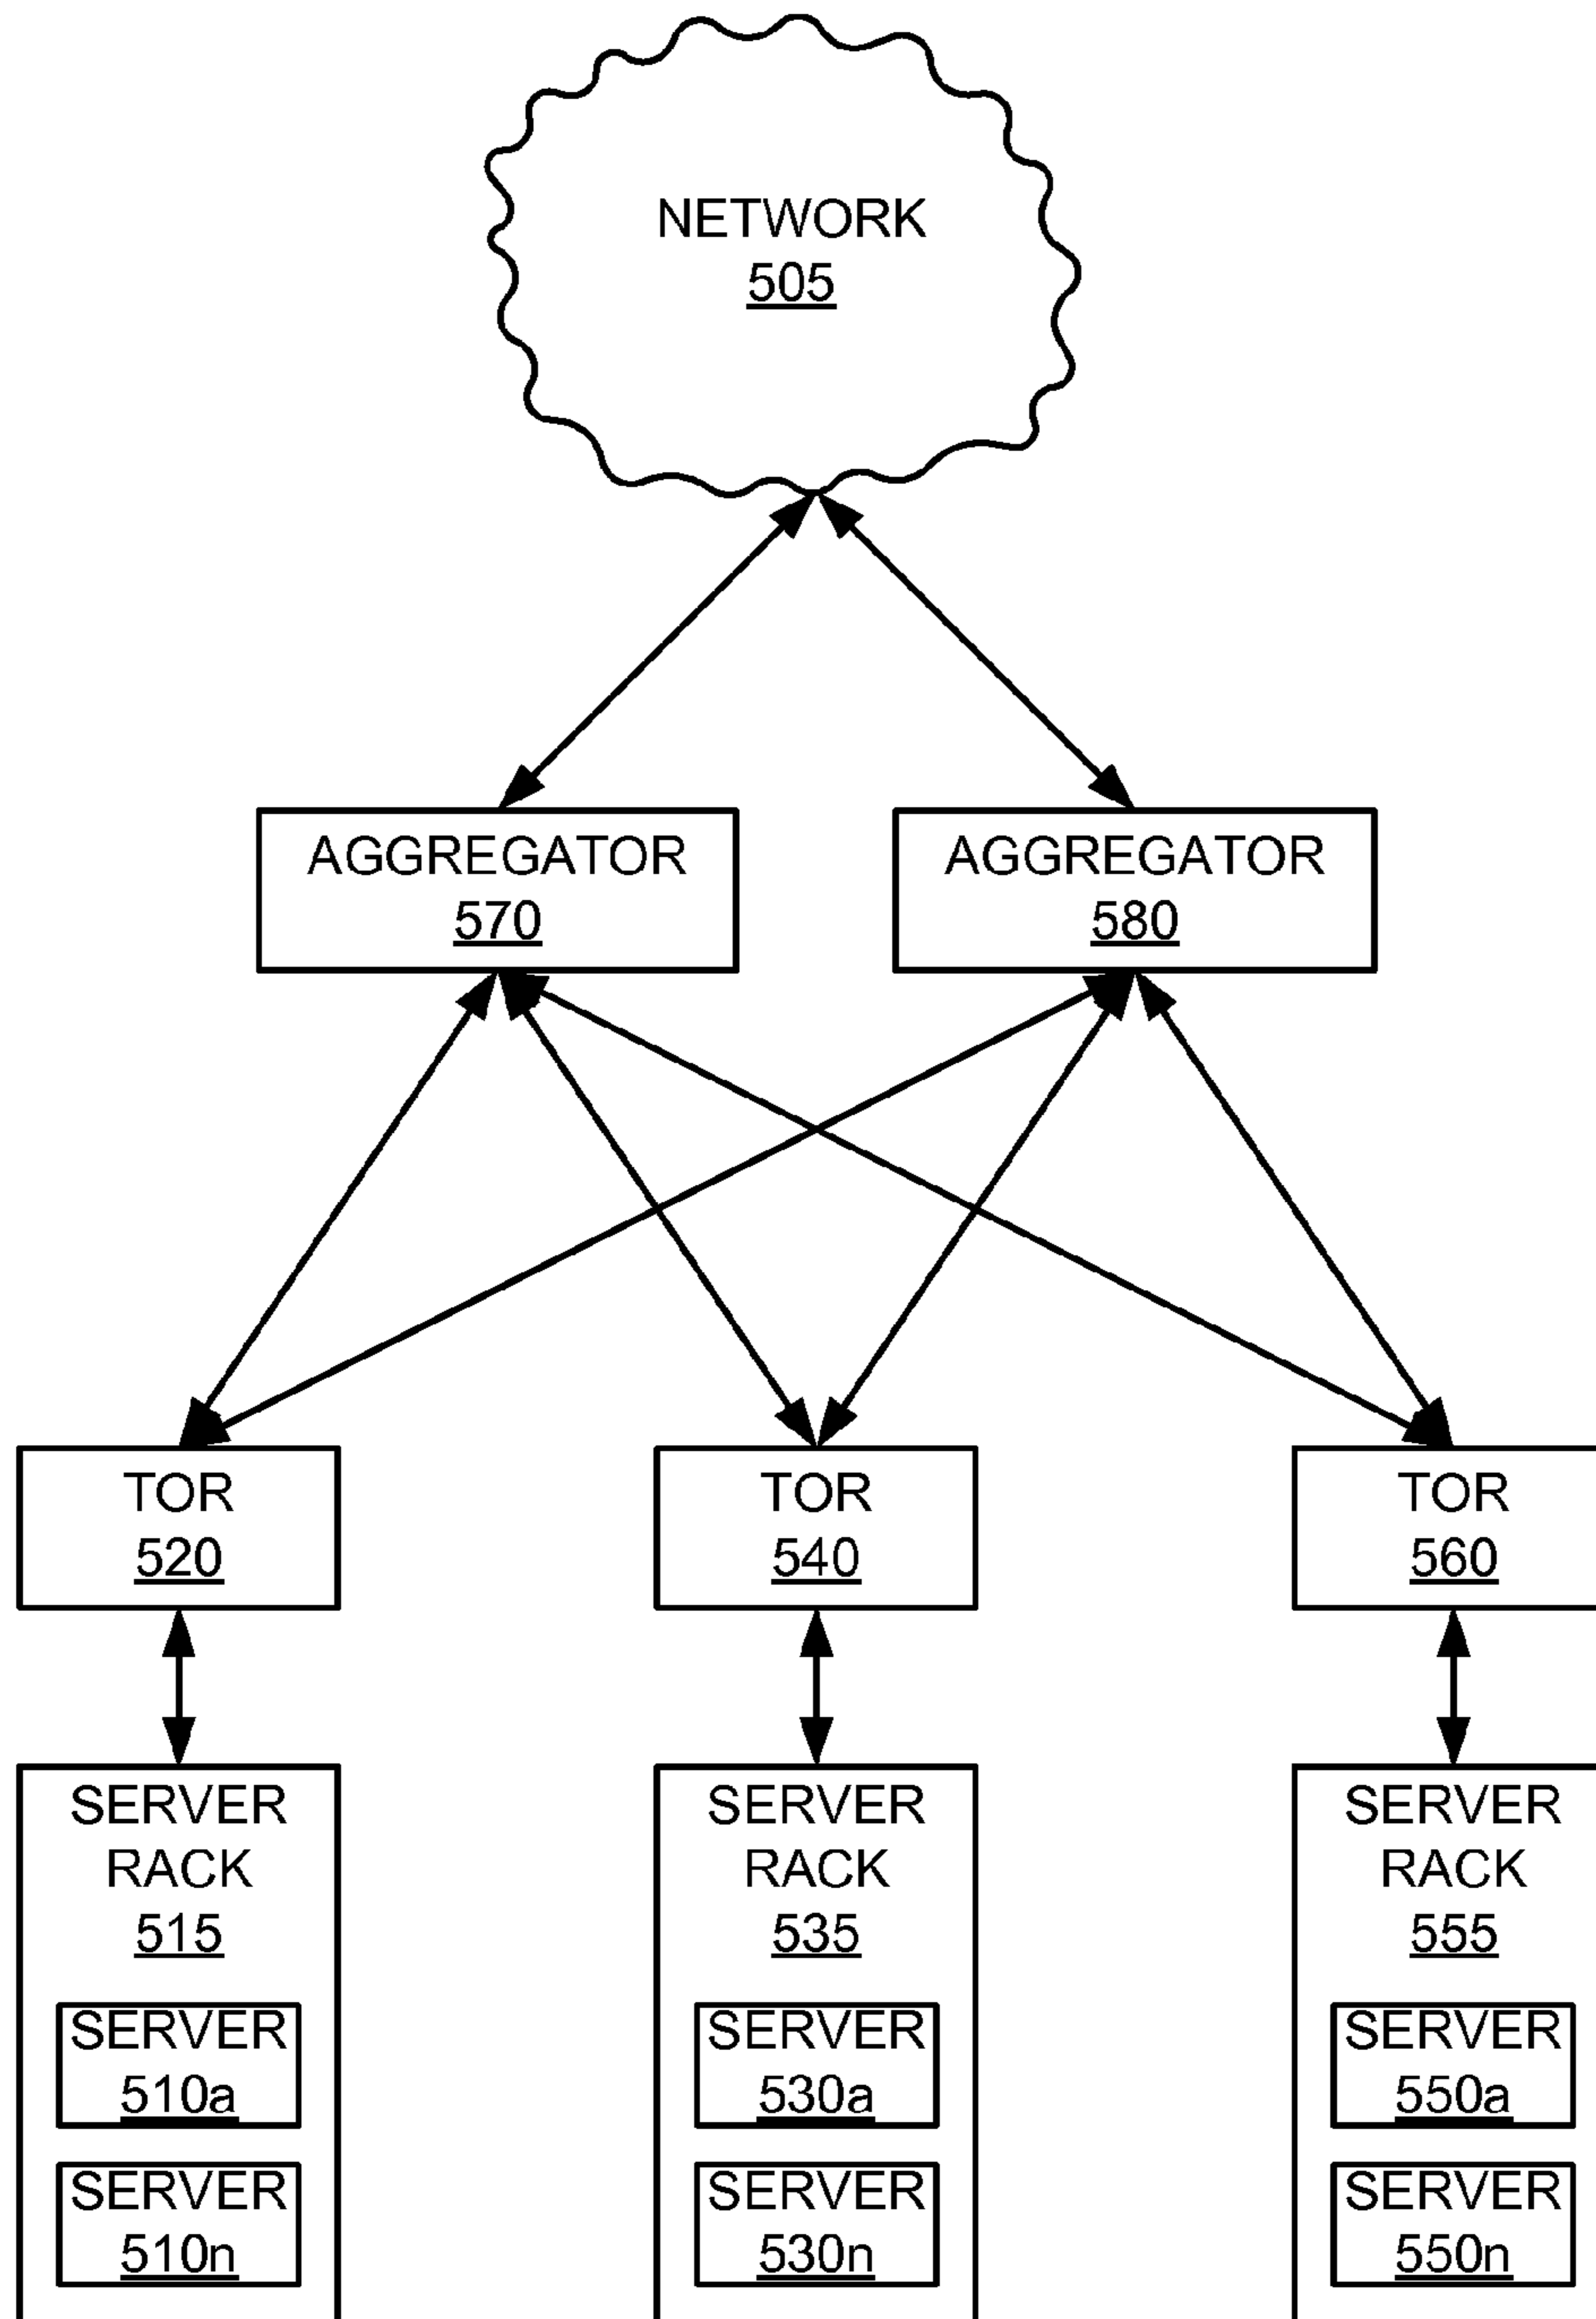 NETWORK
505
AGGREGATOR
570
AGGREGATOR
580
TOR
520
TOR
540
TOR
560
SERVER
RACK
515
SERVER
510a
SERVER
510n
SERVER
RACK
535
SERVER
530a
SERVER
530n
SERVER
RACK
555
SERVER
550a
SERVER
550n